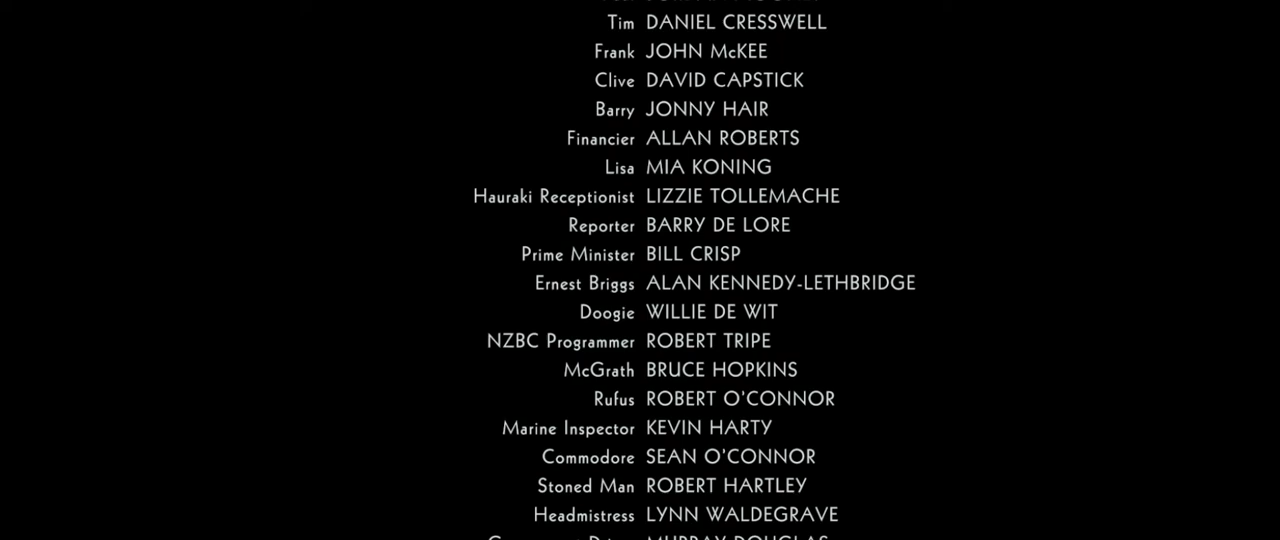 Tim DANIEL CRESSWELL
Frank JOHN McKEE
Clive DAVID CAPSTICK
Barry JONNY HAIR
Financier ALLAN ROBERTS
Lisa MIA KONING
Hauraki Receptionist LIZZIE TOLLEMACHE
Reporter BARRY DE LORE
Prime Minister BILL CRISP
Ernest Briggs ALAN KENNEDY-LETHBRIDGE
Doogie WILLIE DE WIT
NZBC Programmer ROBERT TRIPE
McGrath BRUCE HOPKINS
Rufus ROBERT O'CONNOR
Marine Inspector KEVIN HARTY
Commodore SEAN O'CONNOR
Stoned Man ROBERT HARTLEY
Headmistress LYNN WALDEGRAVE
MURRAY DOUGLAS